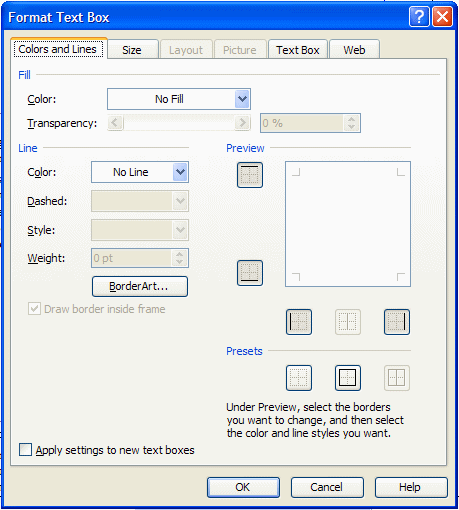 Format Text Box
Colors and Lines Size Layout Picture Text Box Web
Fill
Color: No Fill
Transparency: 0 %
Line Preview
Color: No Line
Dashed:
Style:
Weight: 0 pt
BorderArt...
Draw border inside frame
Presets
Under Preview, select the borders
you want to change, and then select
the color and line styles you want.
Apply settings to new text boxes
OK Cancel Help